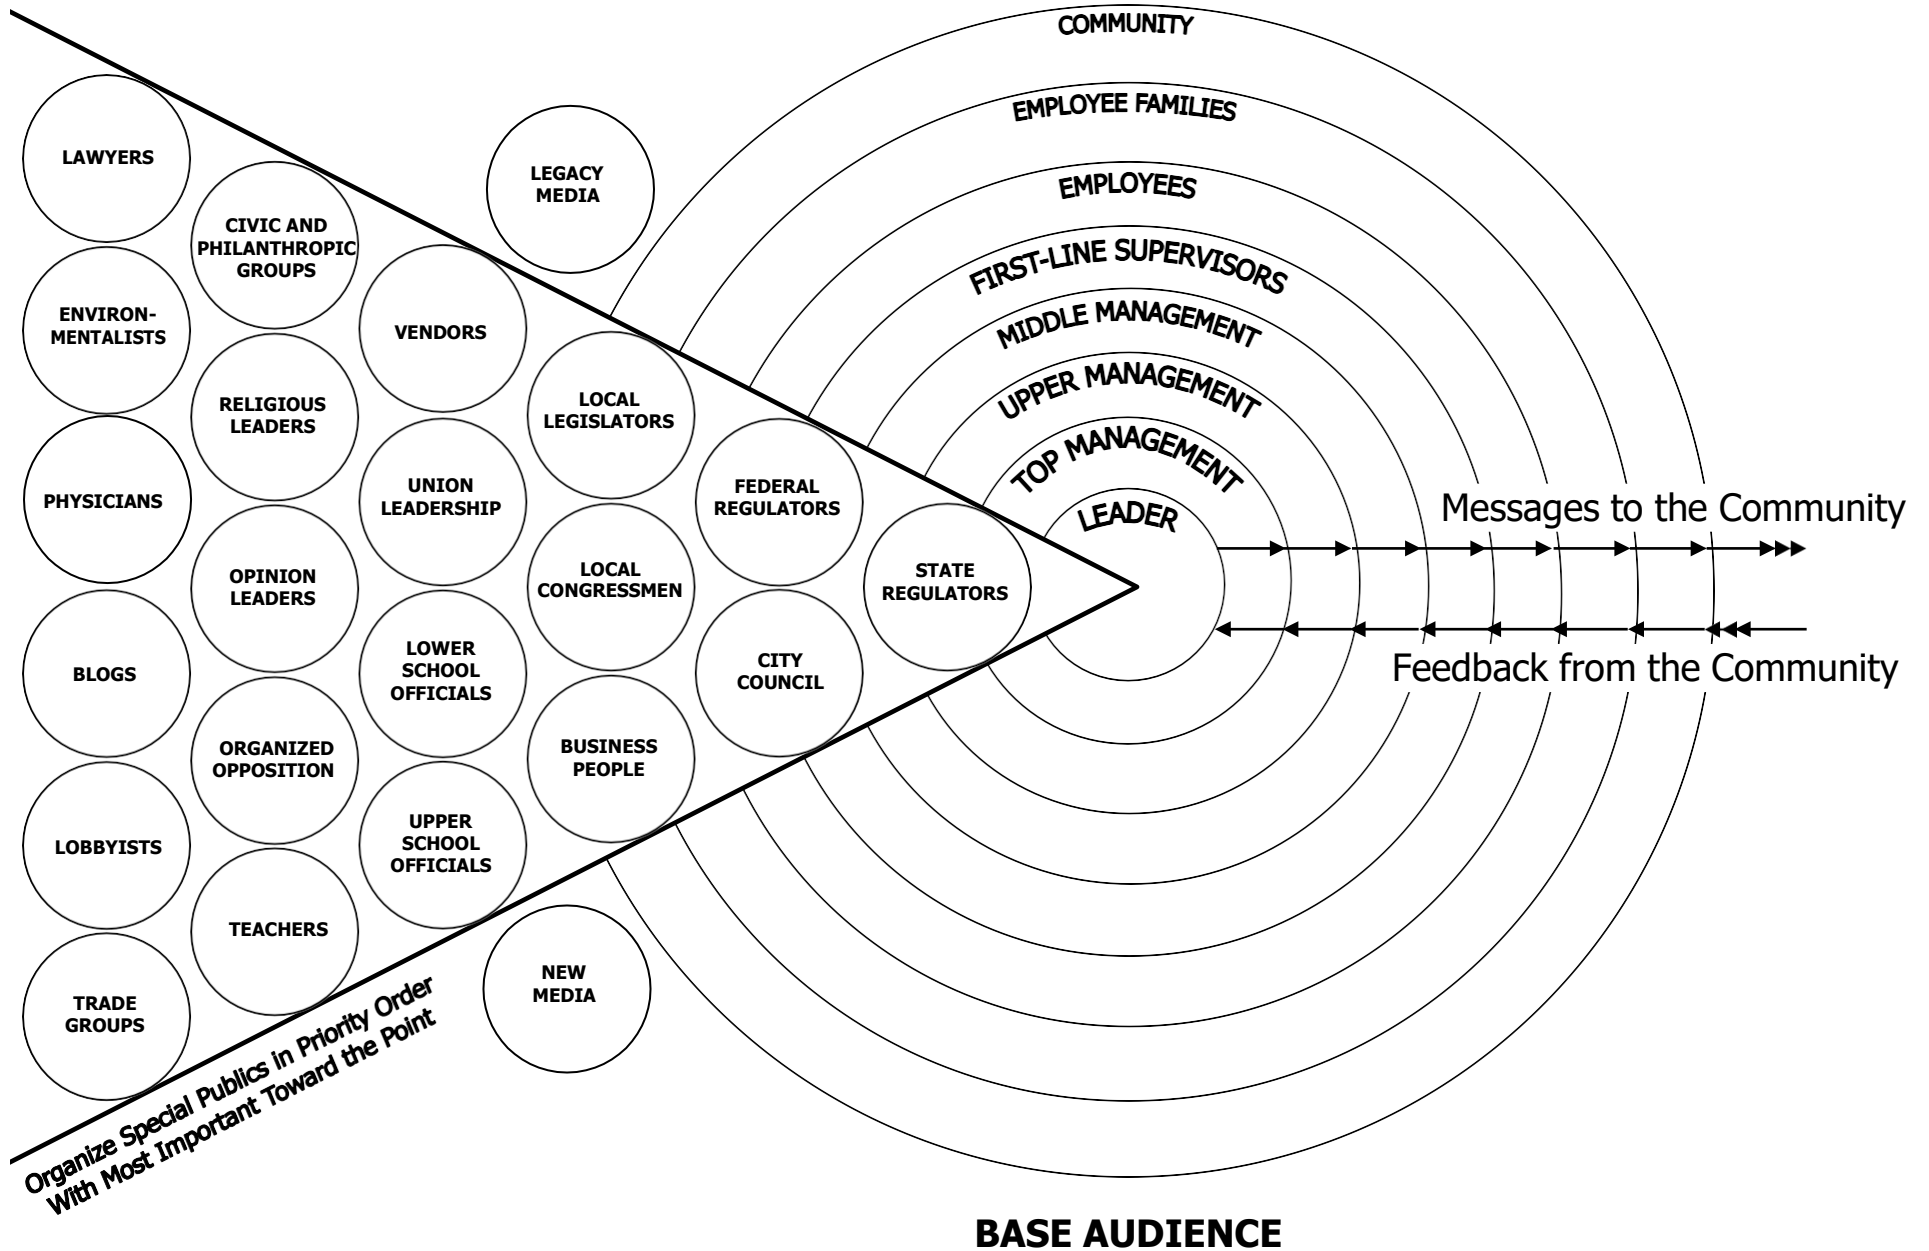 COMMUNITY
EMPLOYEE FAMILIES
EMPLOYEES
FIRST-LINE SUPERVISORS
MIDDLE MANAGEMENT
UPPER MANAGEMENT
TOP MANAGEMENT
LEADER
LAWYERS
ENVIRON-
MENTALISTS
PHYSICIANS
BLOGS
LOBBYISTS
TRADE
GROUPS
CIVIC AND
PHILANTHROPIC
GROUPS
RELIGIOUS
LEADERS
OPINION
LEADERS
ORGANIZED
OPPOSITION
TEACHERS
VENDORS
UNION
LEADERSHIP
LOWER
SCHOOL
OFFICIALS
UPPER
SCHOOL
OFFICIALS
LEGACY
MEDIA
LOCAL
LEGISLATORS
LOCAL
CONGRESSMEN
BUSINESS
PEOPLE
NEW
MEDIA
FEDERAL
REGULATORS
CITY
COUNCIL
STATE
REGULATORS
Messages to the Community
Feedback from the Community
Organize Special Publics in Priority Order
With Most Important Toward the Point
BASE AUDIENCE